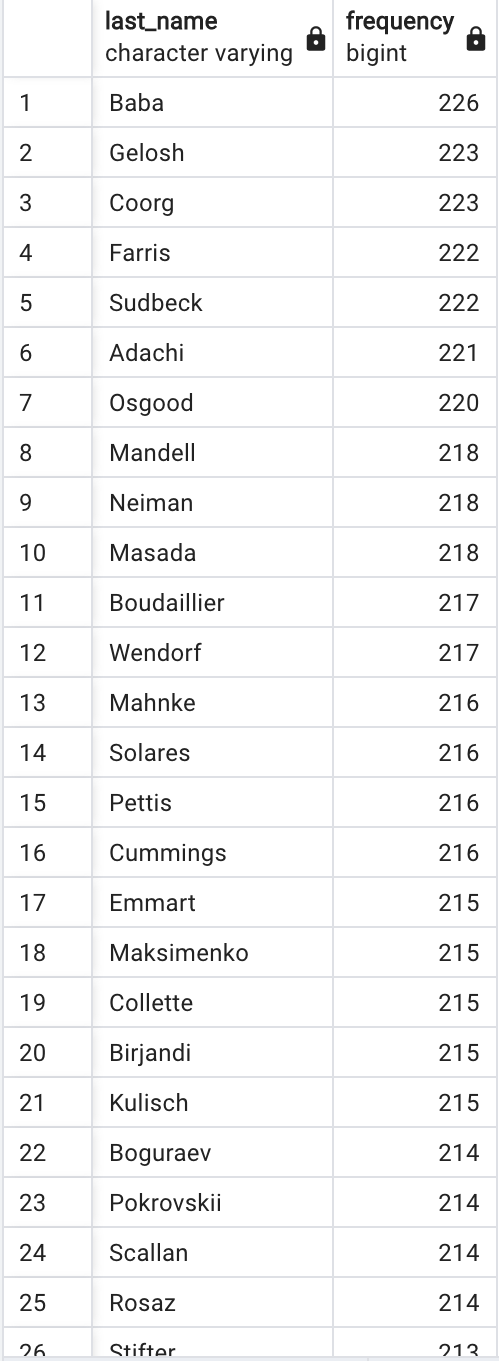 last_name frequency
character varying bigint
1 Baba 226
2 Gelosh 223
3 Coorg 223
4 Farris 222
5 Sudbeck 222
6 Adachi 221
7 Osgood 220
8 Mandell 218
9 Neiman 218
10 Masada 218
11 Boudaillier 217
12 Wendorf 217
13 Mahnke 216
14 Solares 216
15 Pettis 216
16 Cummings 216
17 Emmart 215
18 Maksimenko 215
19 Collette 215
20 Birjandi 215
21 Kulisch 215
22 Boguraev 214
23 Pokrovskii 214
24 Scallan 214
25 Rosaz 214
26 Stifter 213